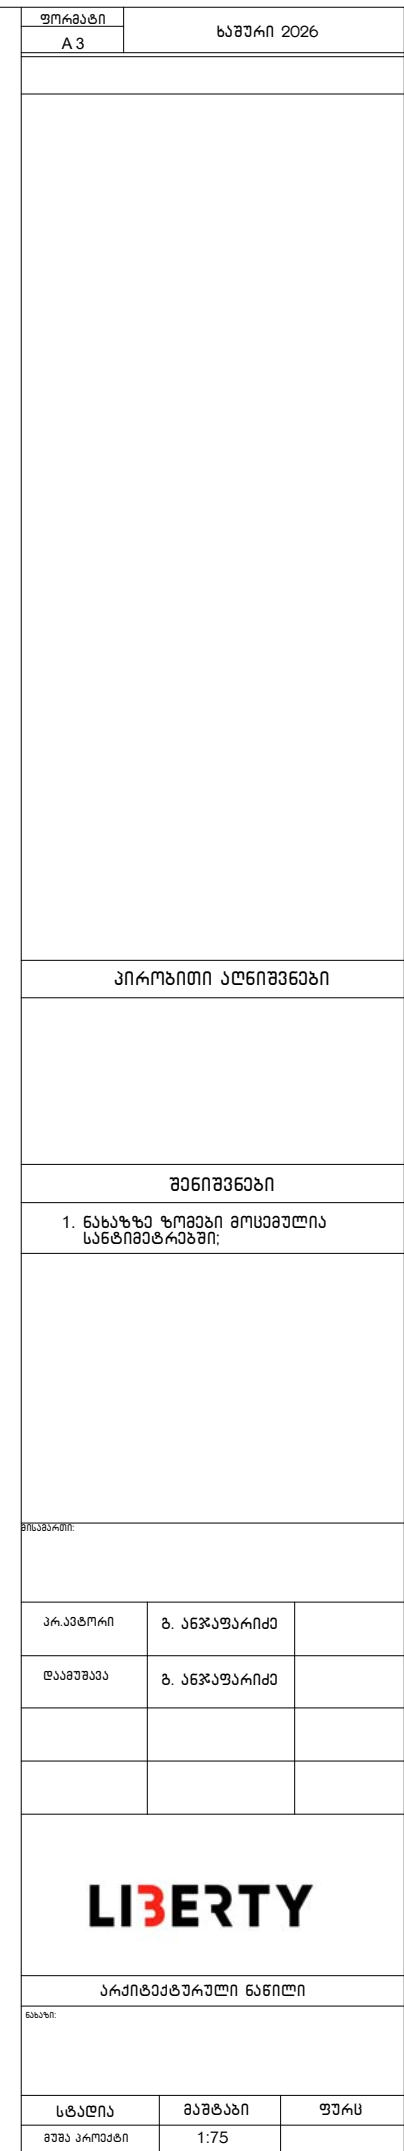 ფორმატი
ხაშური 2026
A 3
პირობითი აღნიშვნები
შენიშვნები
1. ნახაზზე ზომები მოცემულია
სანტიმეტრებში;
მისამართი:
პრ.ავტორი
გ. ანჯაფარიძე
დაამუშავა
გ. ანჯაფარიძე
LIBERTY
არქიტექტურული ნაწილი
ნახაზი:
სტადია
მაშტაბი
ფურც
მუშა პროექტი
1:75